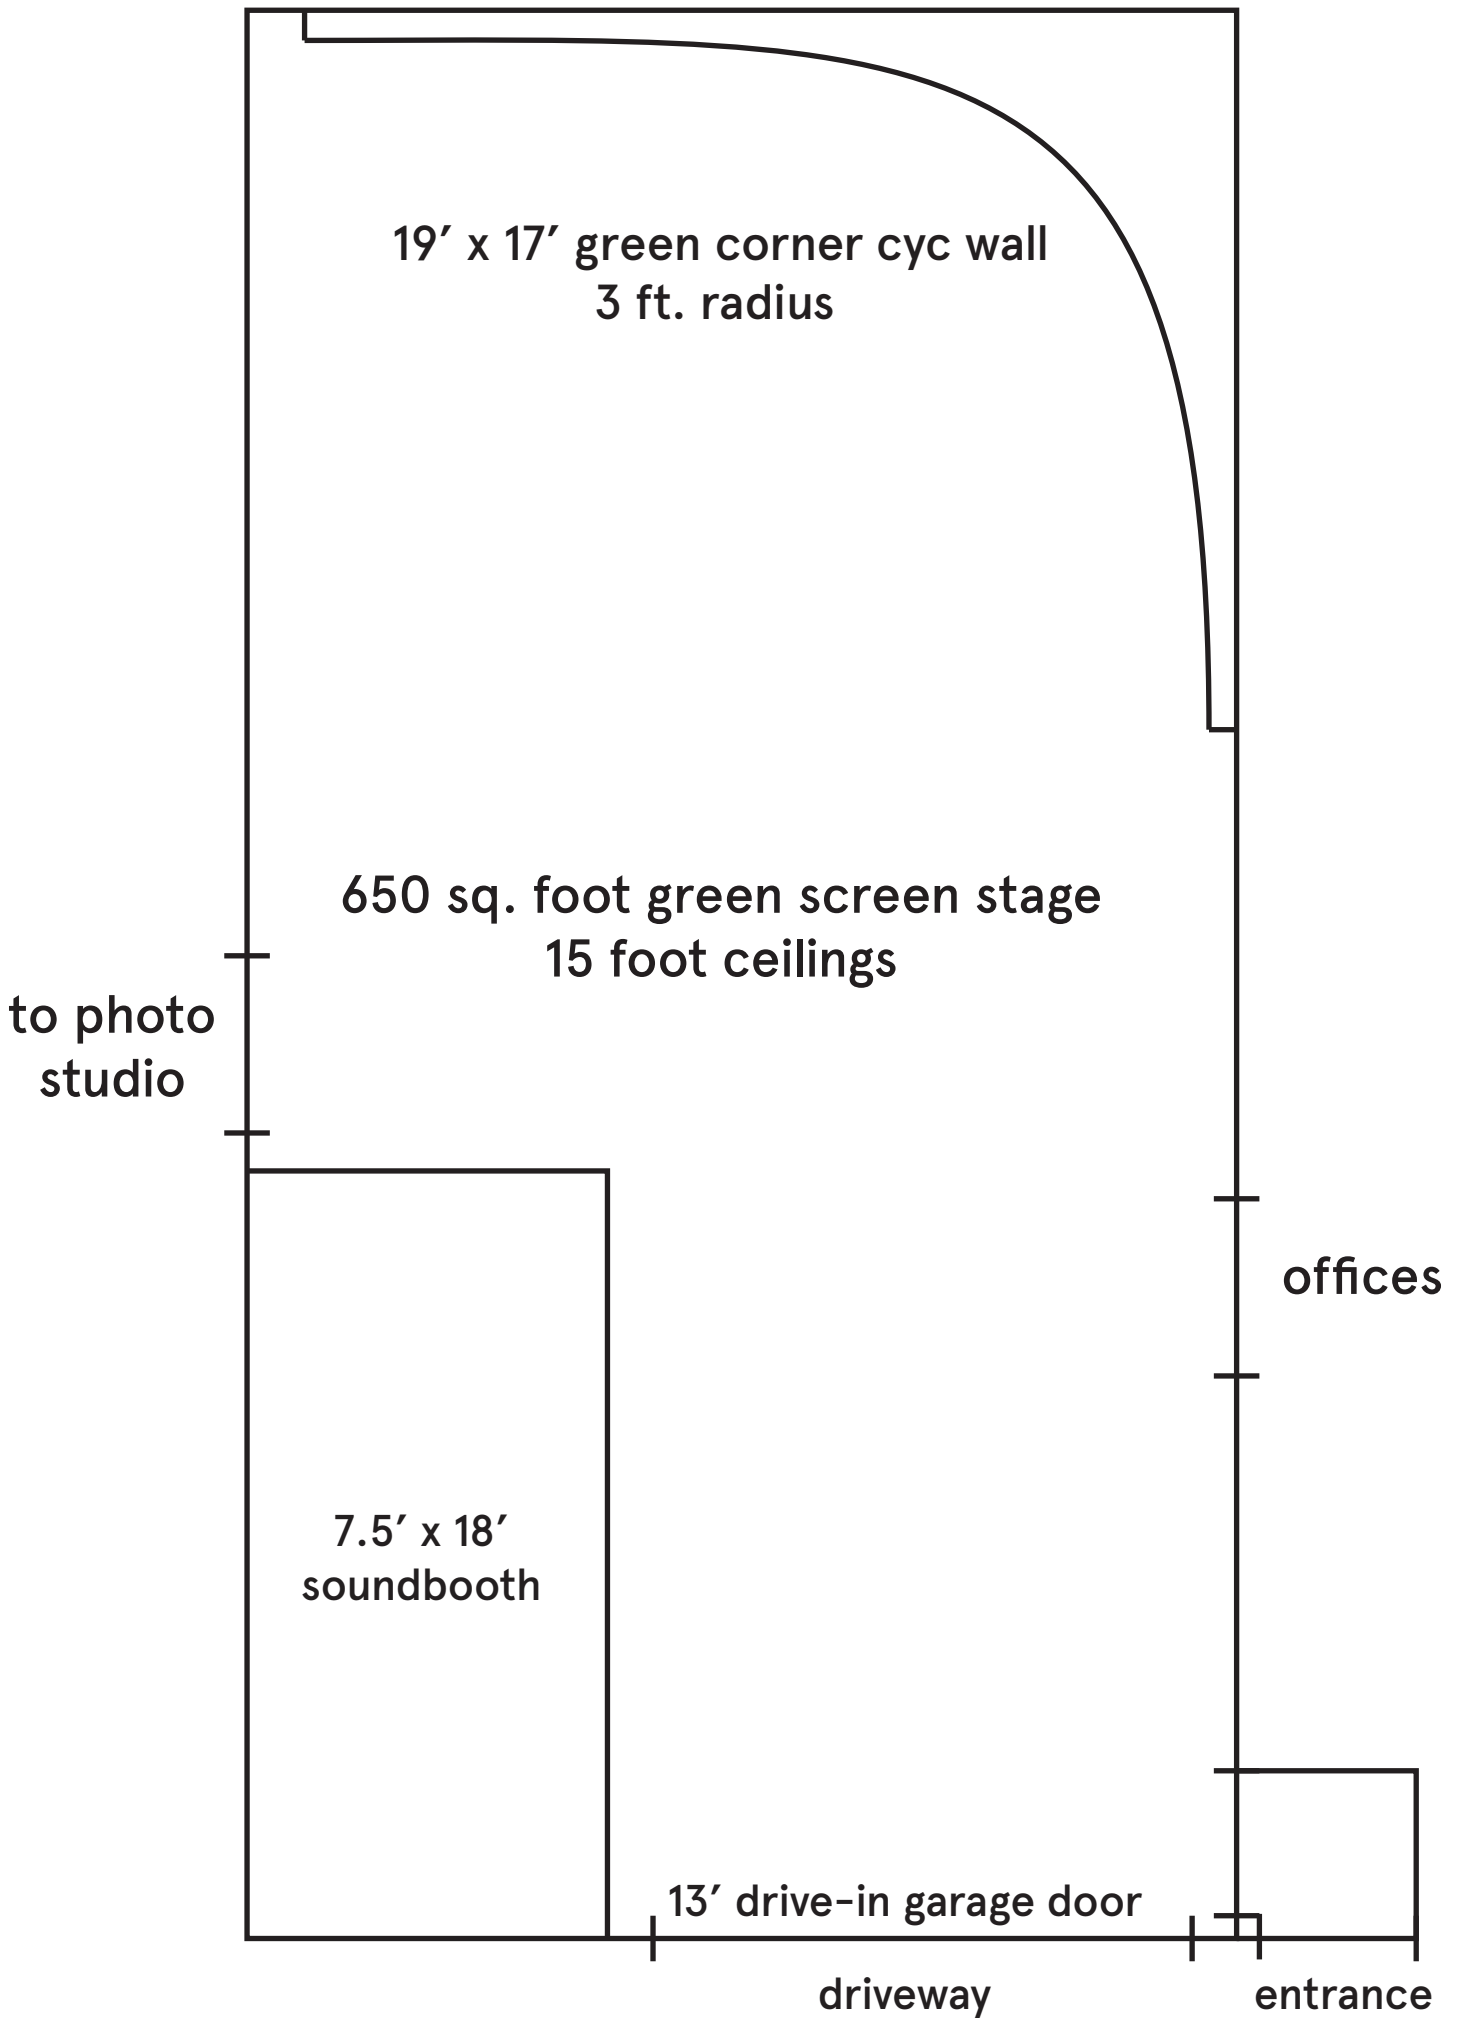 19′ x 17′ green corner cyc wall
3 ft. radius
650 sq. foot green screen stage
15 foot ceilings
to photo
studio
offices
7.5′ x 18′
soundbooth
13′ drive-in garage door
driveway
entrance